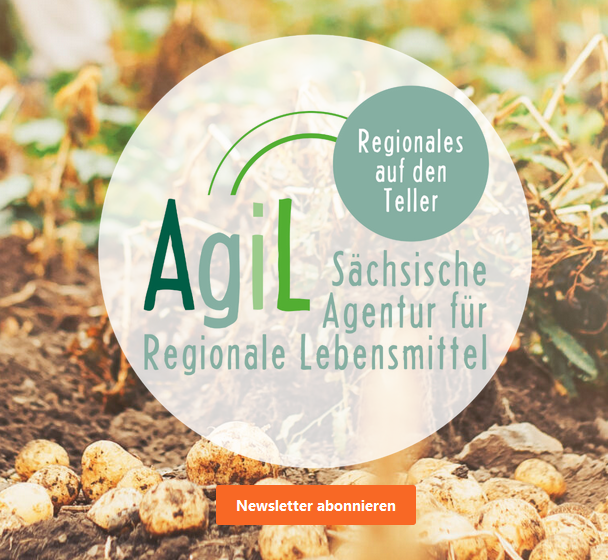 Regionales
auf den
Teller
AgiL
Sächsische
Agentur für
Regionale Lebensmittel
Newsletter abonnieren